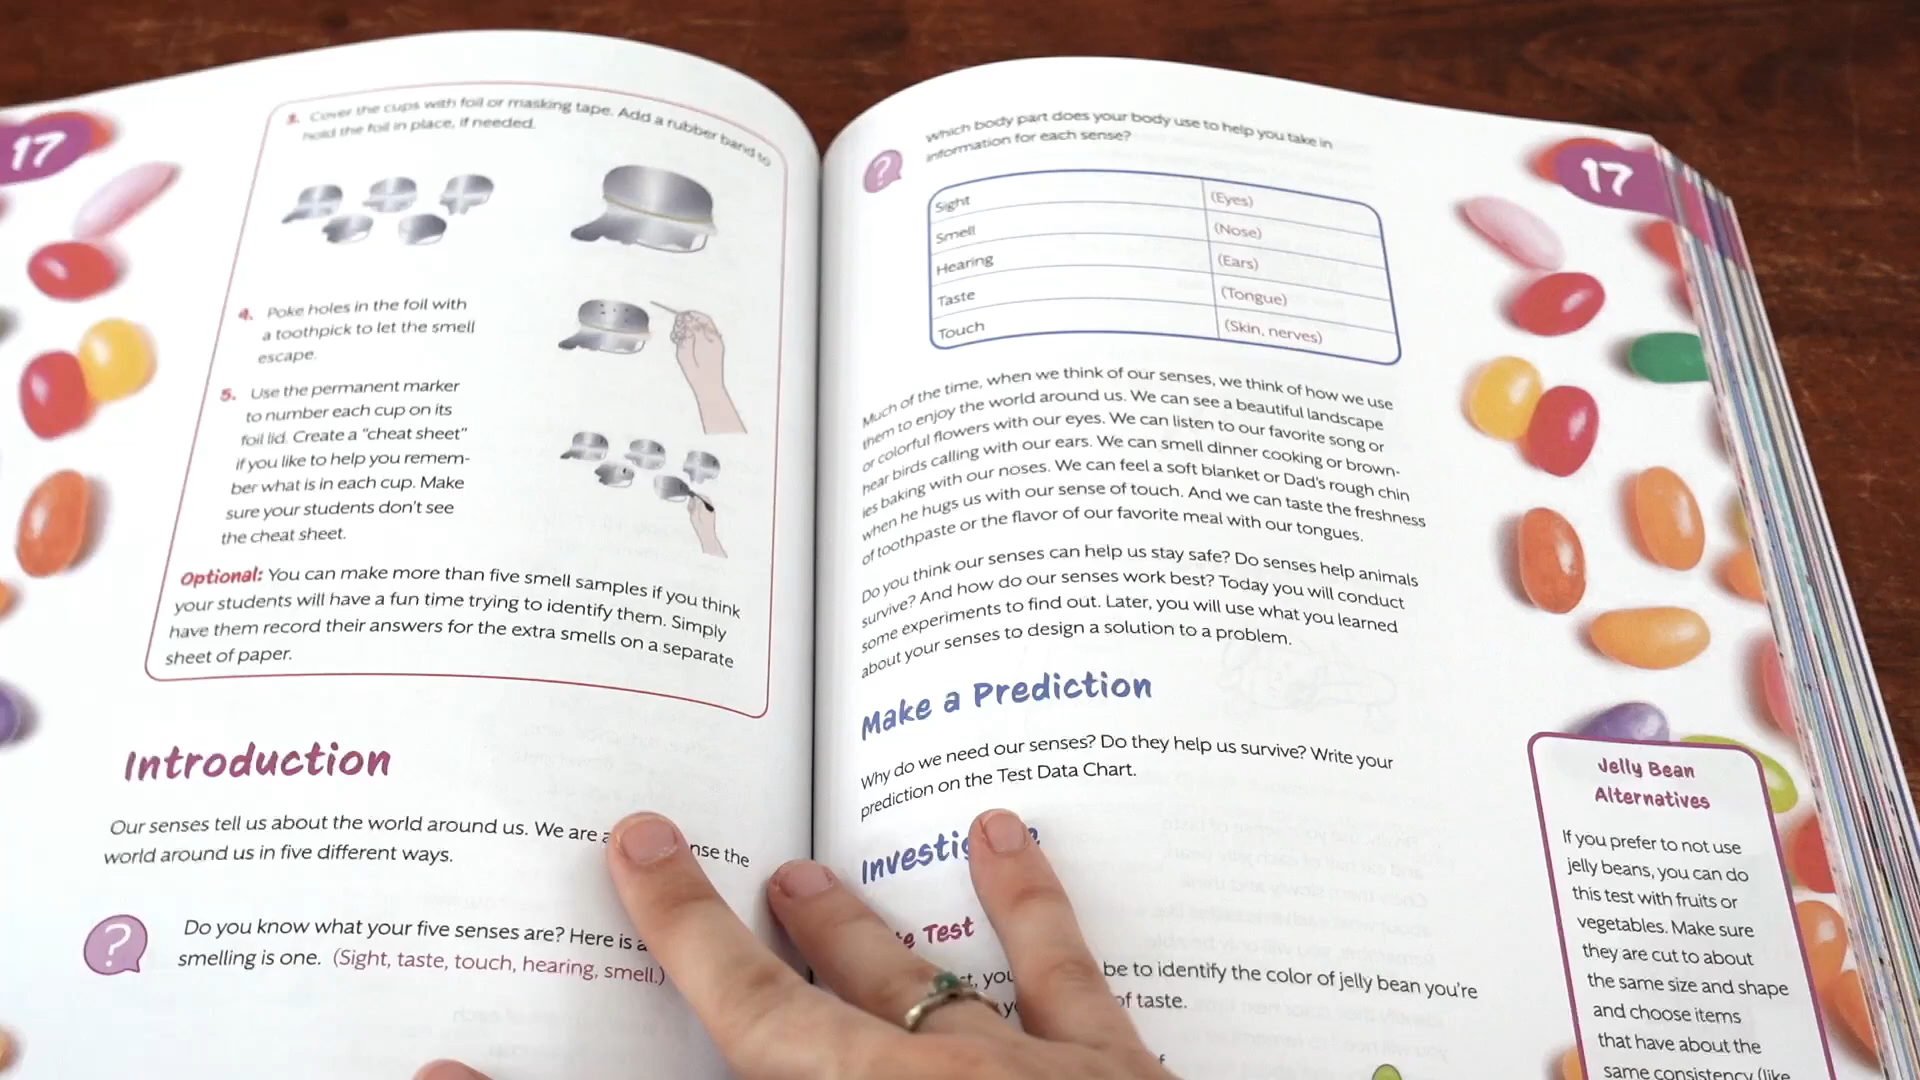 17
3. Cover the cups with foil or masking tape. Add a rubber band to
hold the foil in place, if needed.
4. Poke holes in the foil with
a toothpick to let the smell
escape.
5. Use the permanent marker
to number each cup on its
foil lid. Create a "cheat sheet"
if you like to help you remem-
ber what is in each cup. Make
sure your students don't see
the cheat sheet.
Optional: You can make more than five smell samples if you think
your students will have a fun time trying to identify them. Simply
have them record their answers for the extra smells on a separate
sheet of paper.
Introduction
Our senses tell us about the world around us. We are
world around us in five different ways.
? Do you know what your five senses are? Here is
smelling is one. (Sight, taste, touch, hearing, smell.)
17
? Which body part does your body use to help you take in
information for each sense?
Sight (Eyes)
Smell (Nose)
Hearing (Ears)
Taste (Tongue)
Touch (Skin, nerves)
Much of the time, when we think of our senses, we think of how we use
them to enjoy the world around us. We can see a beautiful landscape
or colorful flowers with our eyes. We can listen to our favorite song or
hear birds calling with our ears. We can smell dinner cooking or brown-
ies baking with our noses. We can feel a soft blanket or Dad's rough chin
when he hugs us with our sense of touch. And we can taste the freshness
of toothpaste or the flavor of our favorite meal with our tongues.
Do you think our senses can help us stay safe? Do senses help animals
survive? And how do our senses work best? Today you will conduct
some experiments to find out. Later, you will use what you learned
about your senses to design a solution to a problem.
Make a Prediction
Why do we need our senses? Do they help us survive? Write your
prediction on the Test Data Chart.
Test
be to identify the color of jelly bean you're
of taste.
Jelly Bean
Alternatives
If you prefer to not use
jelly beans, you can do
this test with fruits or
vegetables. Make sure
they are cut to about
the same size and shape
and choose items
that have about the
same consistency (like